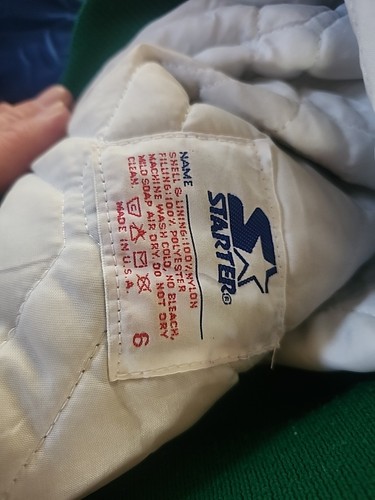 STARTER®
NAME
SHELL & LINING:100% NYLON
FILLING:100% POLYESTER
MACHINE WASH COLD, NO BLEACH,
MILD SOAP AIR DRY. DO NOT DRY
CLEAN.
MADE IN U.S.A.
6